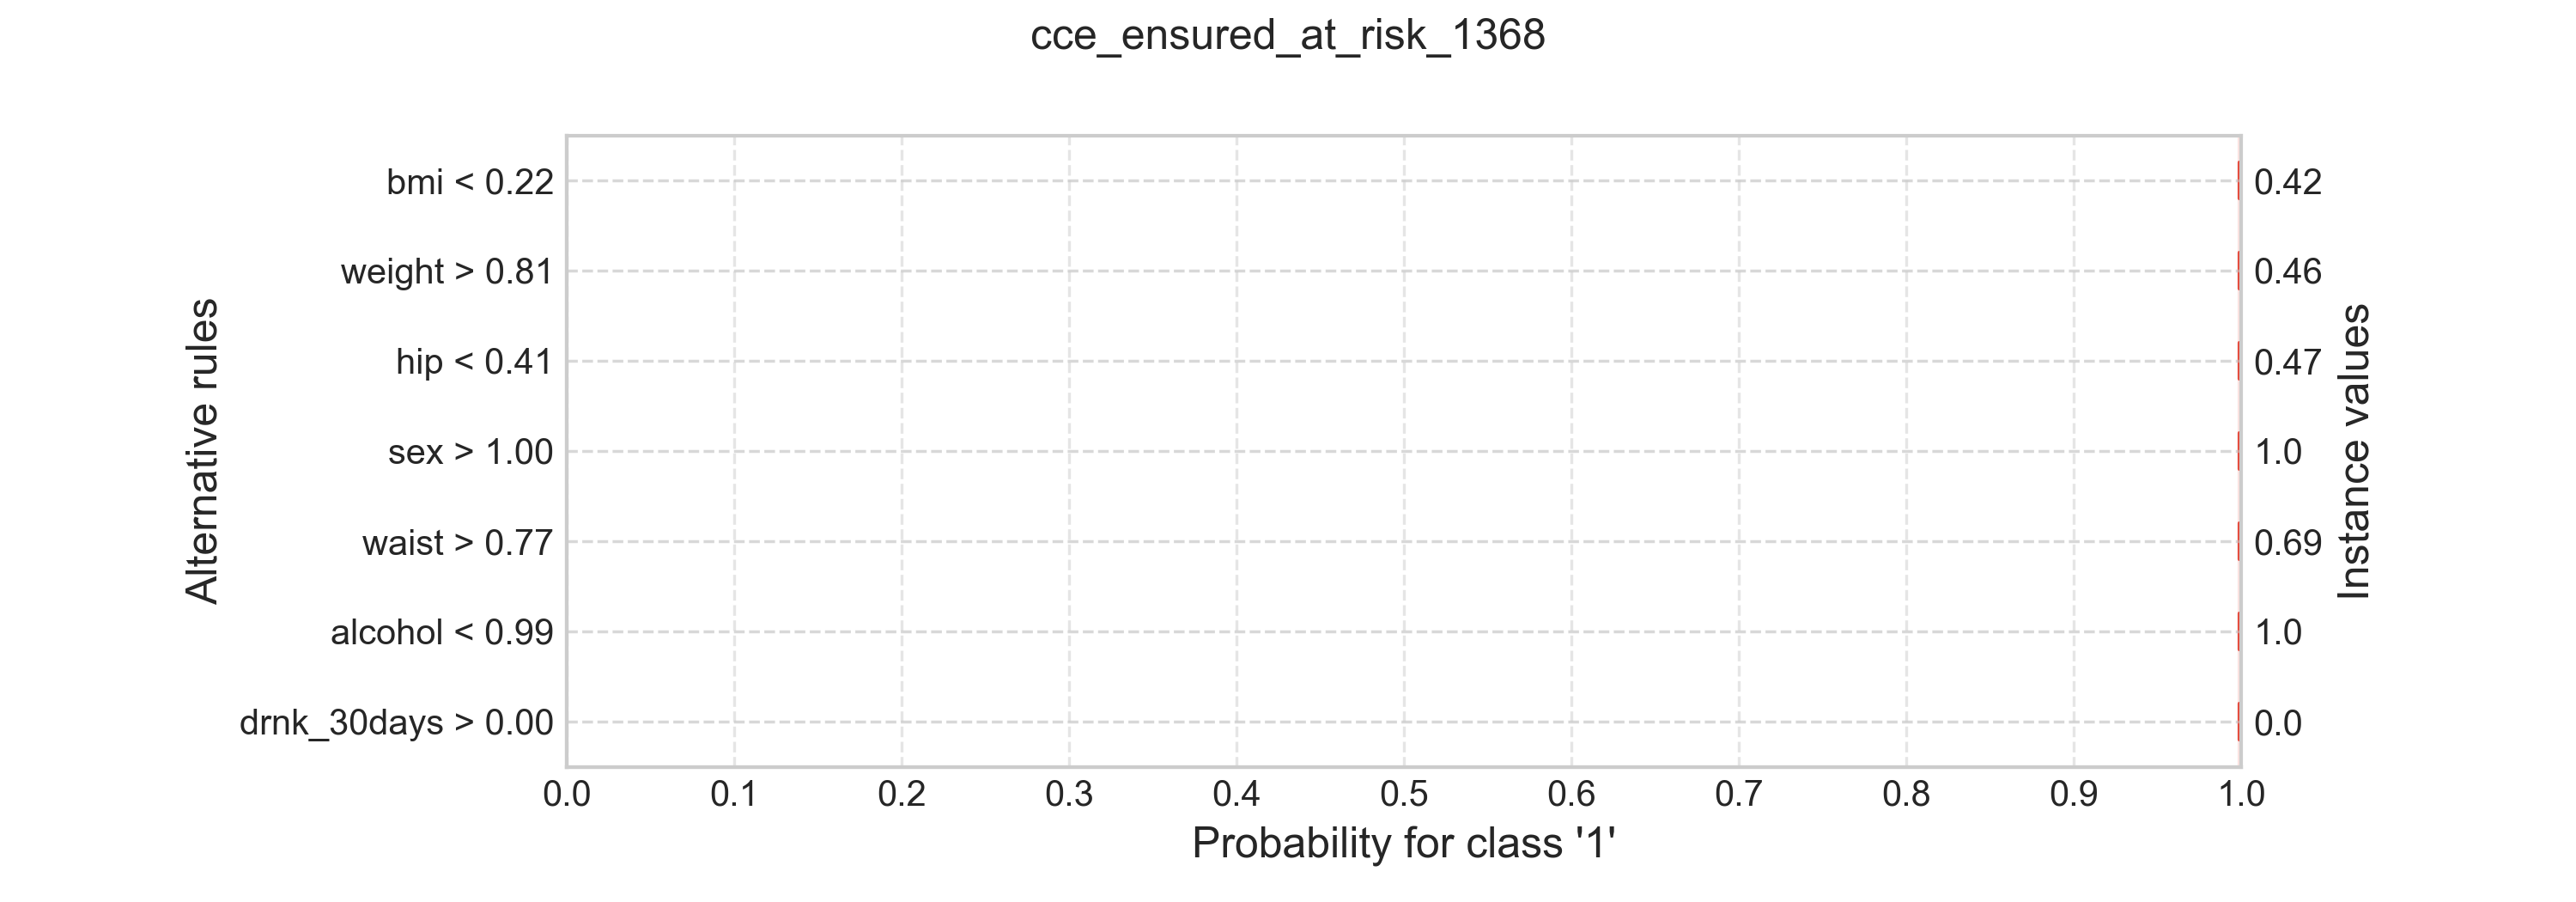 cce_ensured_at_risk_1368
Alternative rules
bmi < 0.22
0.42
weight > 0.81
0.46
hip < 0.41
0.47
sex > 1.00
1.0
waist > 0.77
0.69
alcohol < 0.99
1.0
drnk_30days > 0.00
0.0
Instance values
0.0 0.1 0.2 0.3 0.4 0.5 0.6 0.7 0.8 0.9 1.0
Probability for class '1'